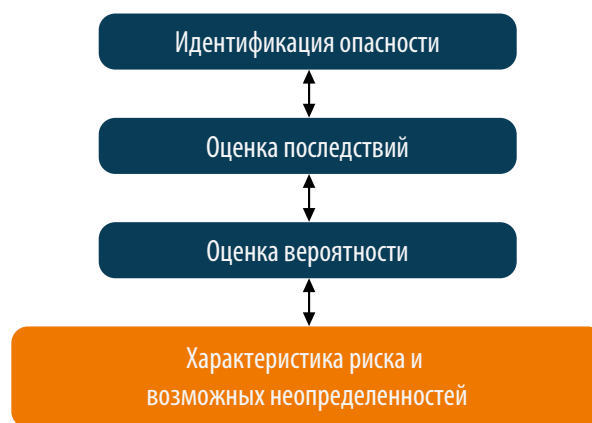 Идентификация опасности
Оценка последствий
Оценка вероятности
Характеристика риска и
возможных неопределенностей